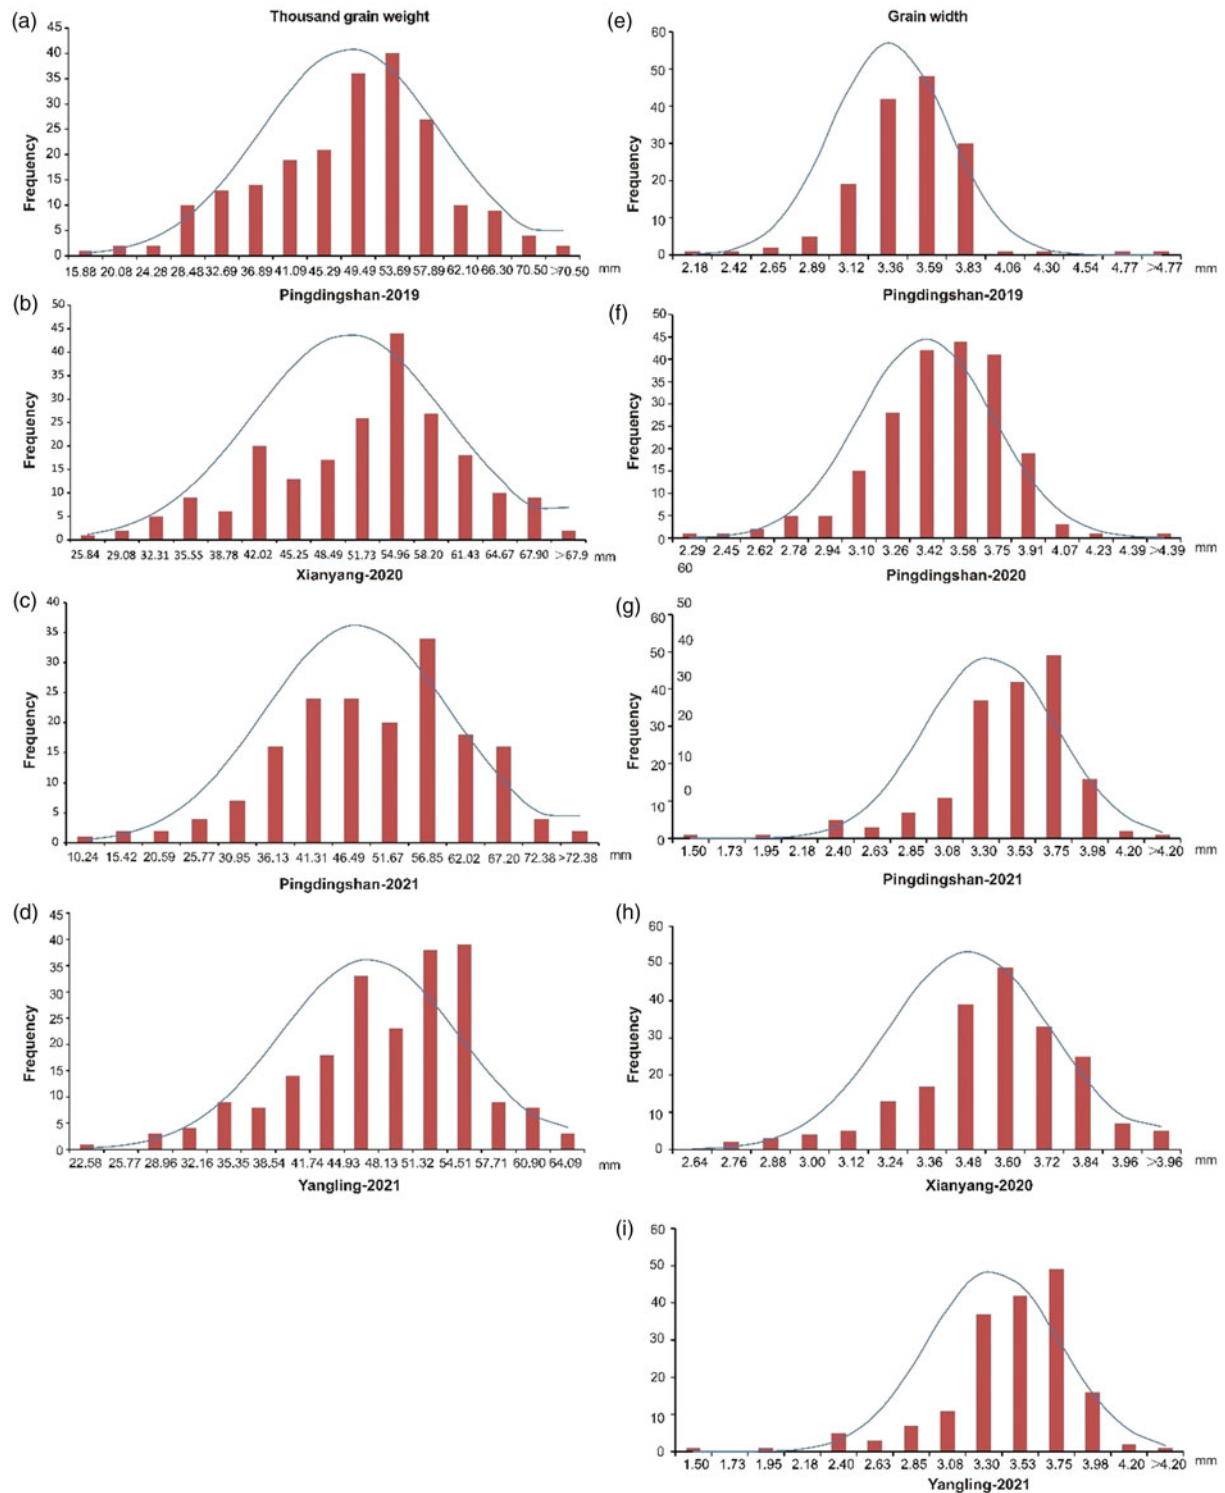 (a)
Thousand grain weight
45
40
35
30
25
20
15
10
5
0
Frequency
15.88 20.08 24.28 28.48 32.69 36.89 41.09 45.29 49.49 53.69 57.89 62.10 66.30 70.50 >70.50 mm
Pingdingshan-2019
(b)
50
45
40
35
30
25
20
15
10
5
0
Frequency
25.84 29.08 32.31 35.55 38.78 42.02 45.25 48.49 51.73 54.96 58.20 61.43 64.67 67.90 >67.9 mm
Xianyang-2020
(c)
40
35
30
25
20
15
10
5
0
Frequency
10.24 15.42 20.59 25.77 30.95 36.13 41.31 46.49 51.67 56.85 62.02 67.20 72.38 >72.38 mm
Pingdingshan-2021
(d)
45
40
35
30
25
20
15
10
5
0
Frequency
22.58 25.77 28.96 32.16 35.35 38.54 41.74 44.93 48.13 51.32 54.51 57.71 60.90 64.09 mm
Yangling-2021
(e)
Grain width
60
50
40
30
20
10
0
Frequency
2.18 2.42 2.65 2.89 3.12 3.36 3.59 3.83 4.06 4.30 4.54 4.77 >4.77 mm
Pingdingshan-2019
(f)
50
45
40
35
30
25
20
15
10
5
0
Frequency
2.29 2.45 2.62 2.78 2.94 3.10 3.26 3.42 3.58 3.75 3.91 4.07 4.23 4.39 >4.39 mm
60
Pingdingshan-2020
(g)
60
50
40
30
20
10
0
50
40
30
20
10
0
Frequency
1.50 1.73 1.95 2.18 2.40 2.63 2.85 3.08 3.30 3.53 3.75 3.98 4.20 >4.20 mm
Pingdingshan-2021
(h)
60
50
40
30
20
10
0
Frequency
2.64 2.76 2.88 3.00 3.12 3.24 3.36 3.48 3.60 3.72 3.84 3.96 >3.96 mm
Xianyang-2020
(i)
60
50
40
30
20
10
0
Frequency
1.50 1.73 1.95 2.18 2.40 2.63 2.85 3.08 3.30 3.53 3.75 3.98 4.20 >4.20 mm
Yangling-2021